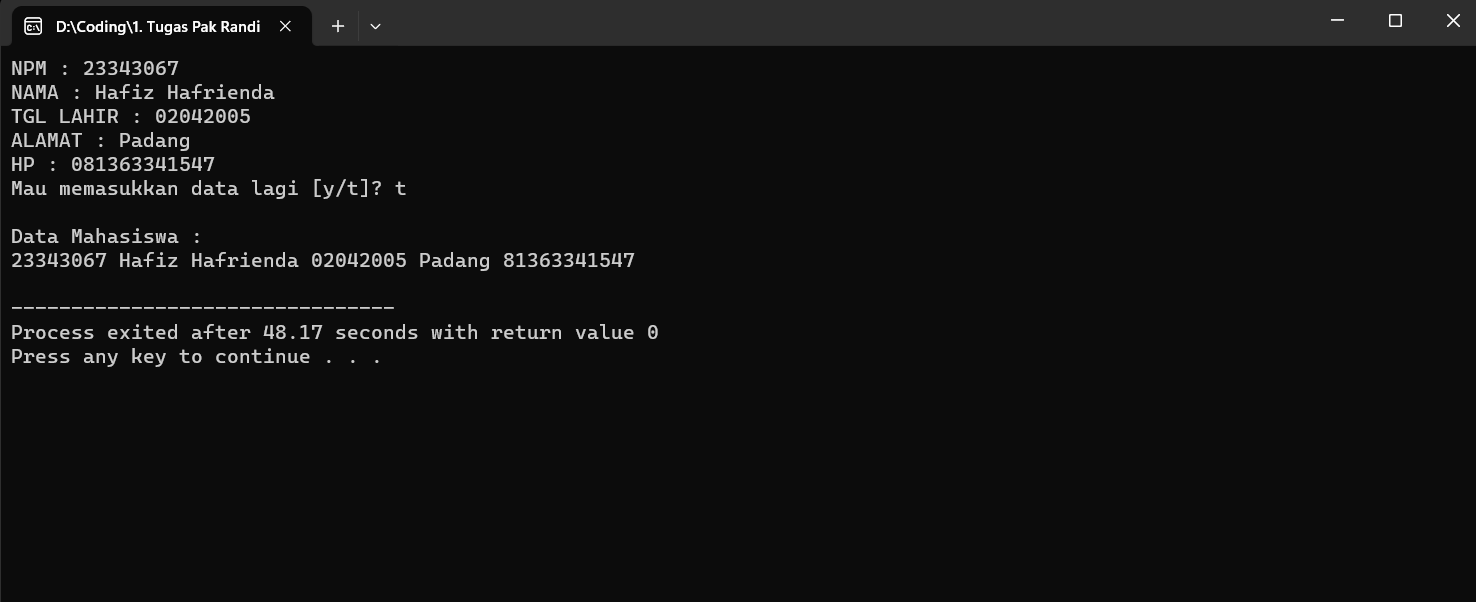 D:\Coding\1. Tugas Pak Randi
NPM : 23343067
NAMA : Hafiz Hafrienda
TGL LAHIR : 02042005
ALAMAT : Padang
HP : 081363341547
Mau memasukkan data lagi [y/t]? t
Data Mahasiswa :
23343067 Hafiz Hafrienda 02042005 Padang 81363341547
--------------------------------
Process exited after 48.17 seconds with return value 0
Press any key to continue . . .